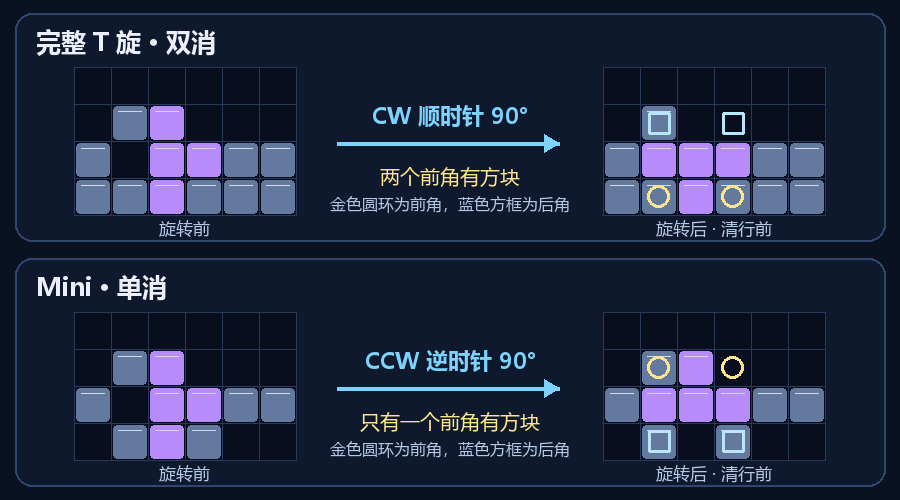 完整 T 旋 · 双消
CW 顺时针 90°
两个前角有方块
金色圆环为前角，蓝色方框为后角
旋转前
旋转后 · 清行前
Mini · 单消
CCW 逆时针 90°
只有一个前角有方块
金色圆环为前角，蓝色方框为后角
旋转前
旋转后 · 清行前